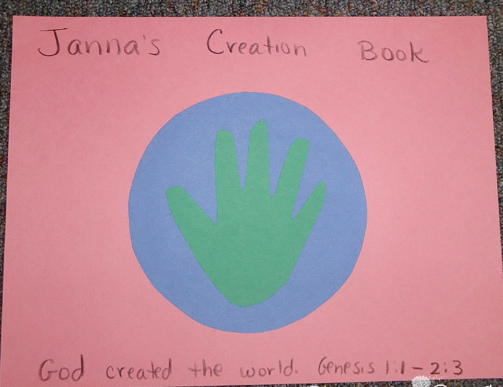 Janna's Creation Book
God created the world. Genesis 1:1 - 2:3